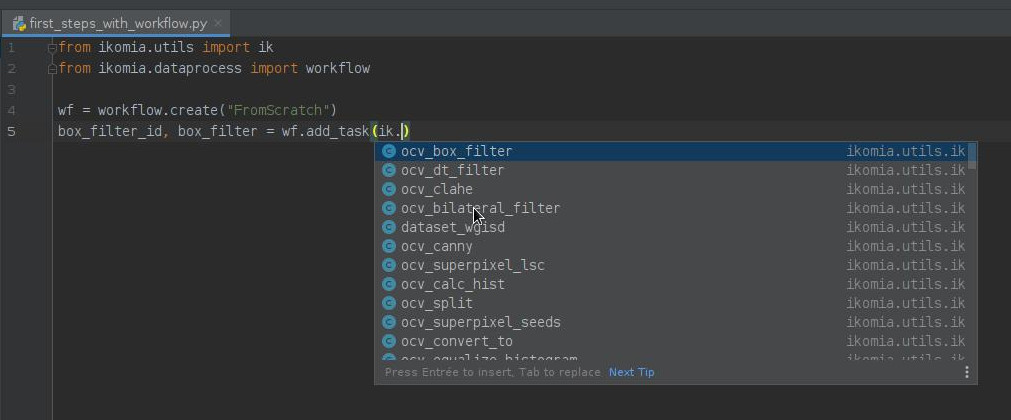 first_steps_with_workflow.py
1 from ikomia.utils import ik
2 from ikomia.dataprocess import workflow
3
4 wf = workflow.create("FromScratch")
5 box_filter_id, box_filter = wf.add_task(ik.)
ocv_box_filter ikomia.utils.ik
ocv_dt_filter ikomia.utils.ik
ocv_clahe ikomia.utils.ik
ocv_bilateral_filter ikomia.utils.ik
dataset_wgisd ikomia.utils.ik
ocv_canny ikomia.utils.ik
ocv_superpixel_lsc ikomia.utils.ik
ocv_calc_hist ikomia.utils.ik
ocv_split ikomia.utils.ik
ocv_superpixel_seeds ikomia.utils.ik
ocv_convert_to ikomia.utils.ik
ocv_equalize_histogram ikomia.utils.ik
Press Entrée to insert, Tab to replace Next Tip